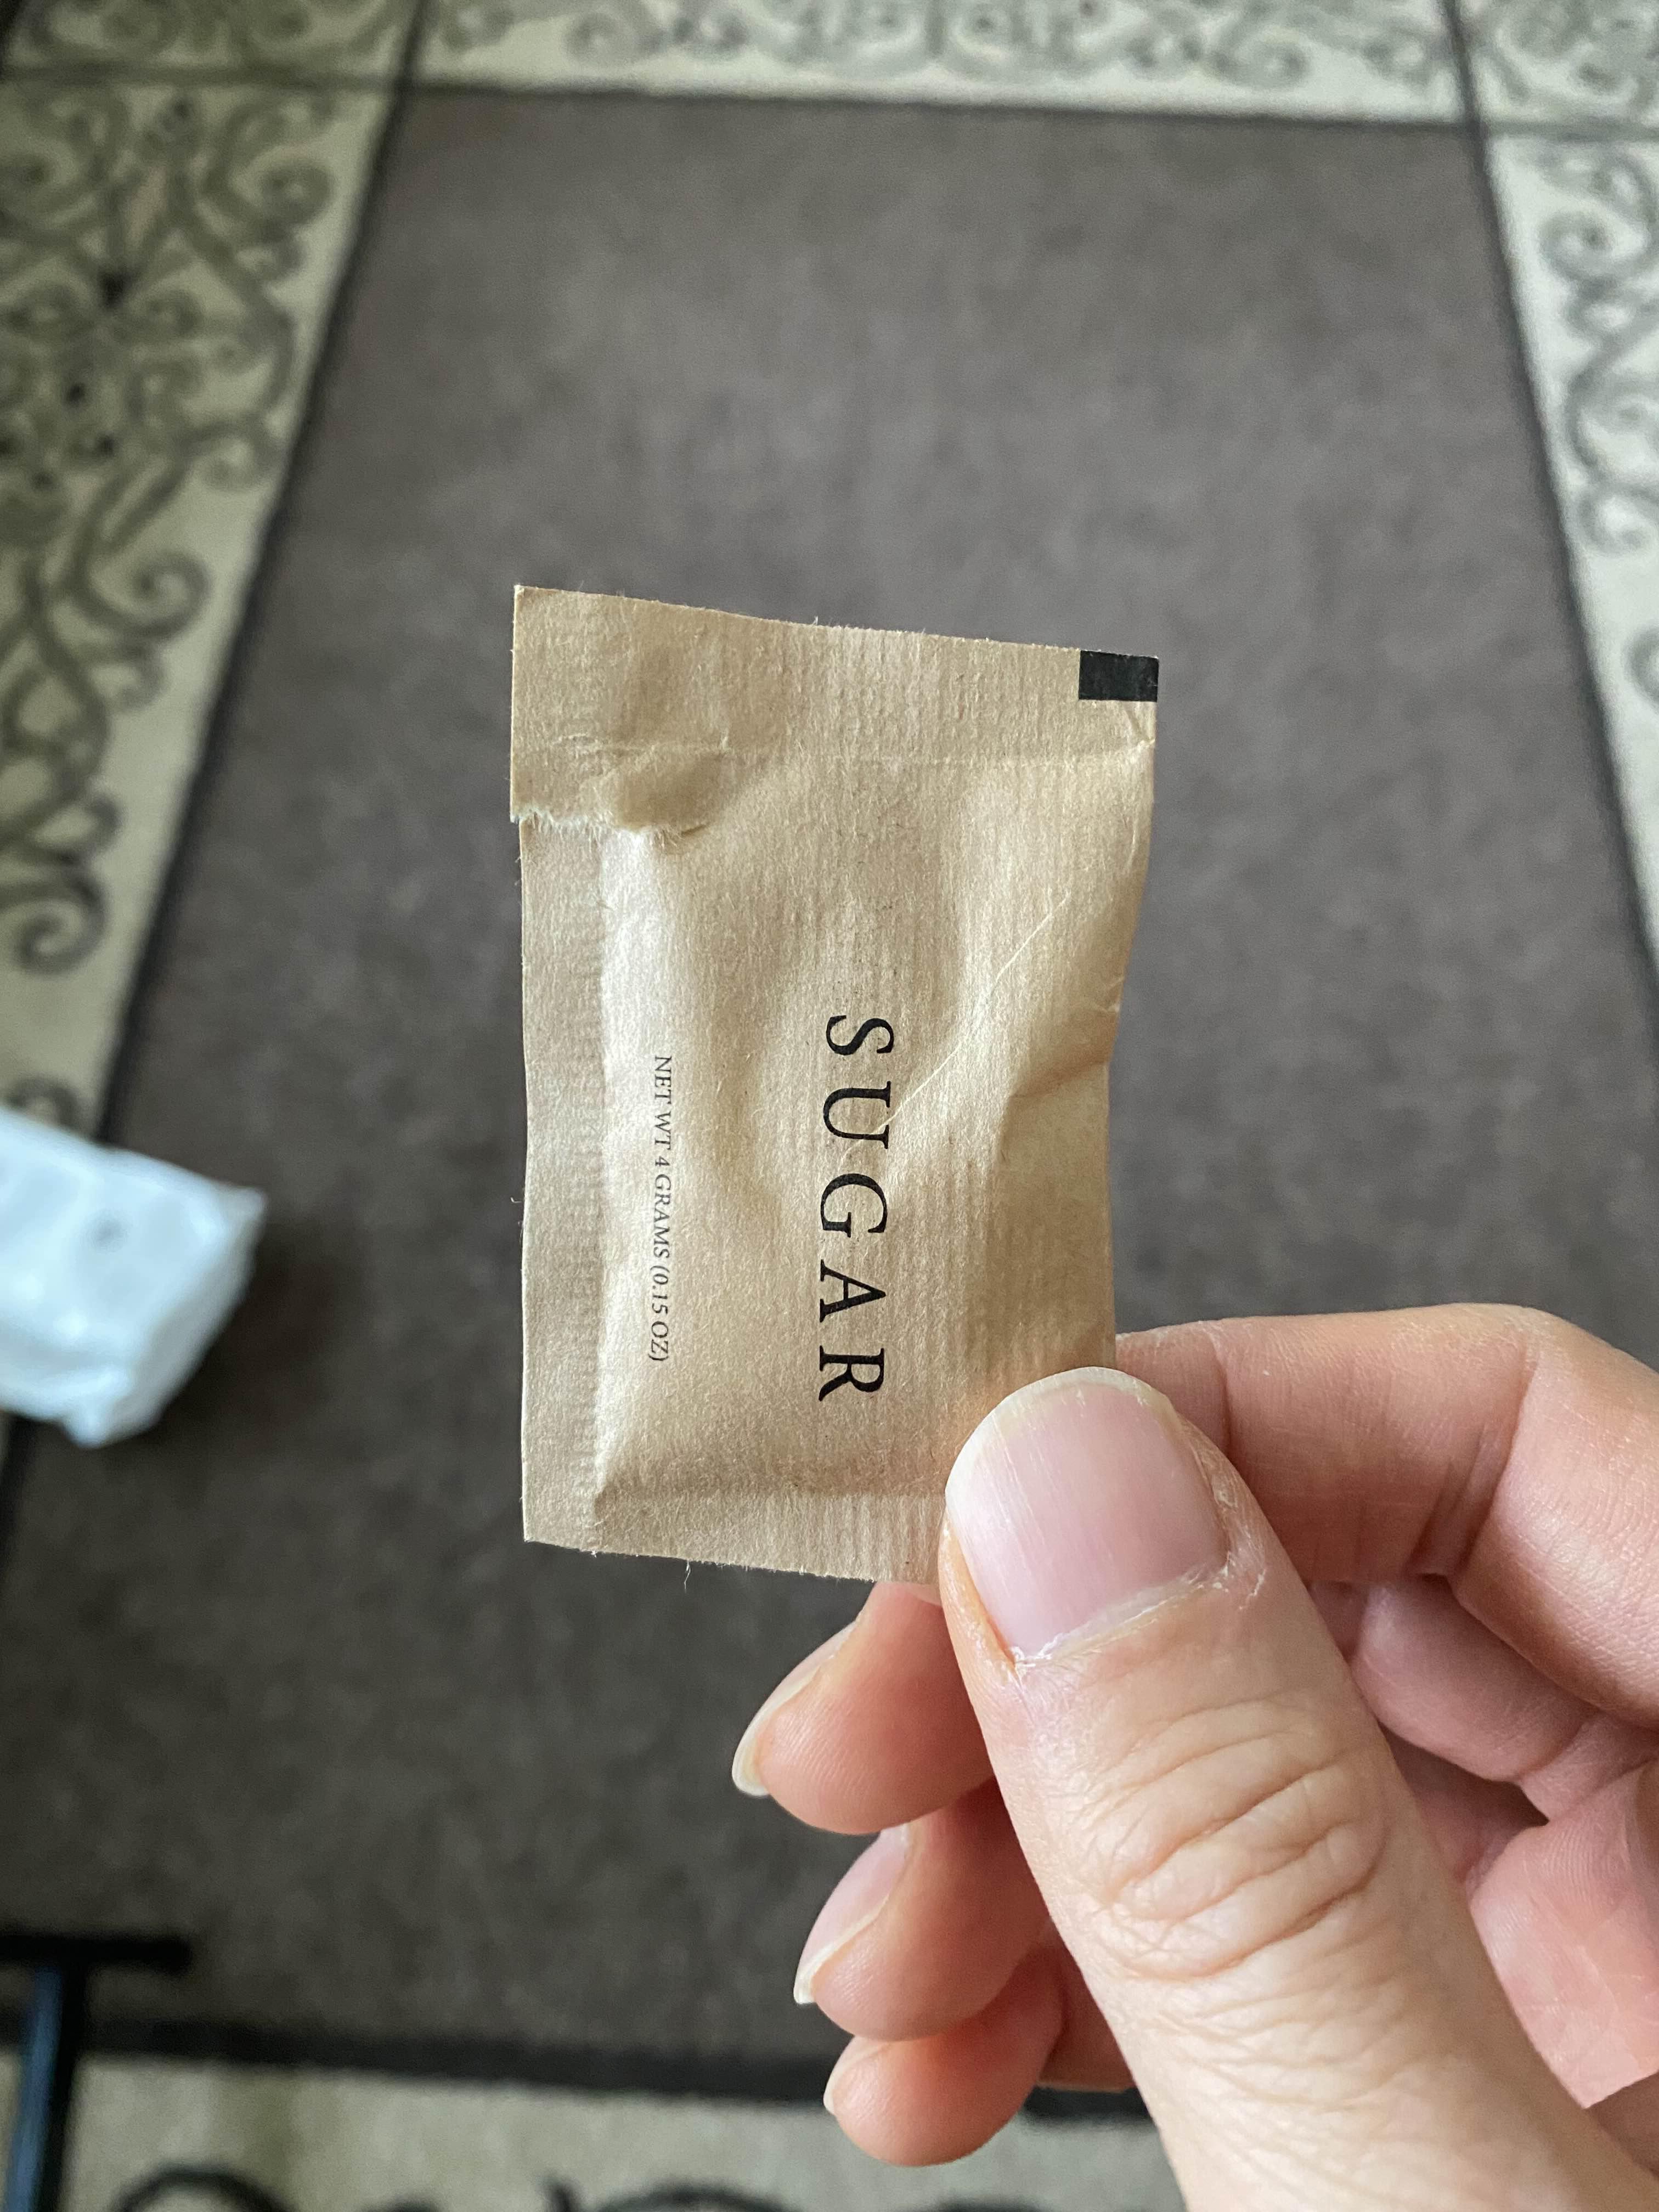 SUGAR
NET WT 4 GRAMS (0.15 OZ)